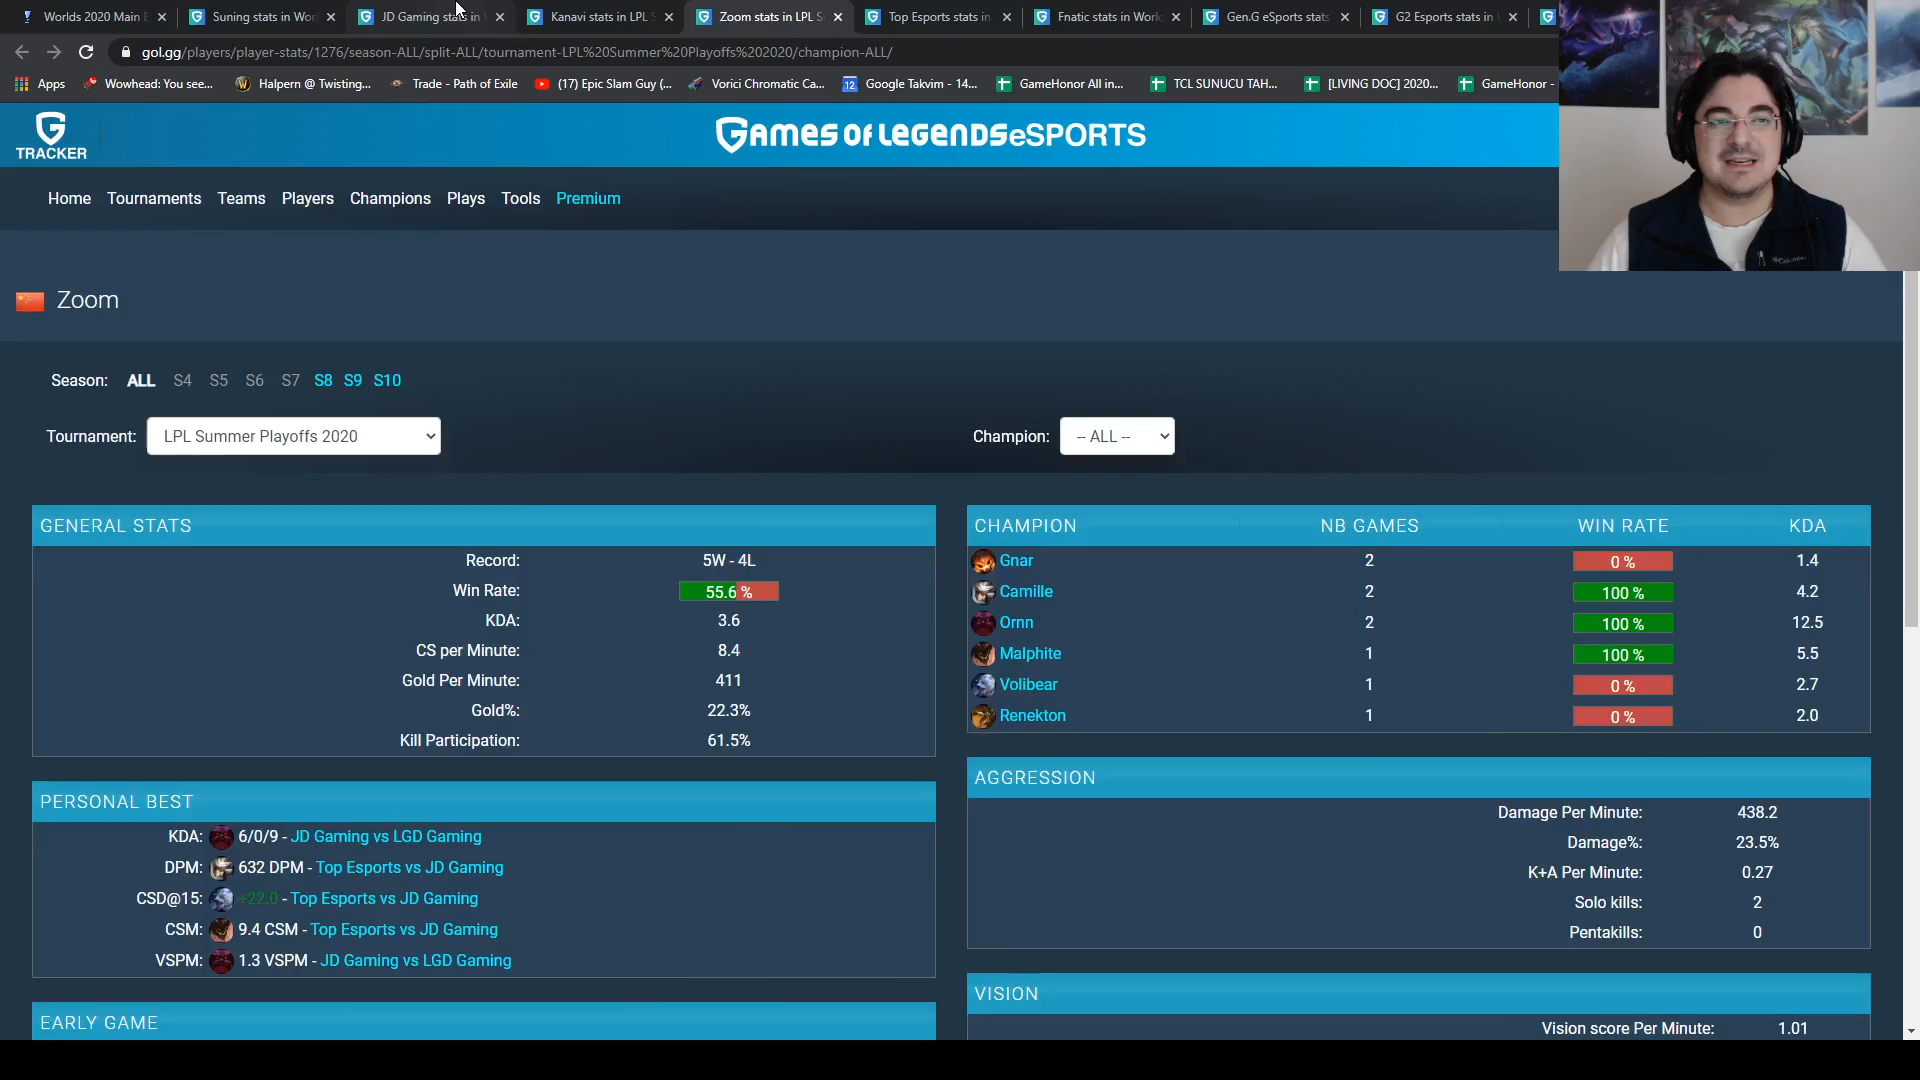 Worlds 2020 Main E
Suning stats in Wor
JD Gaming stats in
Kanavi stats in LPL S
Zoom stats in LPL S
Top Esports stats in
Fnatic stats in World
Gen.G eSports stats
G2 Esports stats in W
gol.gg/players/player-stats/1276/season-ALL/split-ALL/tournament-LPL%20Summer%20Playoffs%202020/champion-ALL/
Apps
Wowhead: You see...
Halpern @ Twisting...
Trade - Path of Exile
(17) Epic Slam Guy (...
Vorici Chromatic Ca...
12
Google Takvim - 14...
GameHonor All in...
TCL SUNUCU TAH...
[LIVING DOC] 2020...
GameHonor -
TRACKER
GAMES OF LEGENDS eSPORTS
Home Tournaments Teams Players Champions Plays Tools Premium
Zoom
Season: ALL S4 S5 S6 S7 S8 S9 S10
Tournament: LPL Summer Playoffs 2020
Champion: -- ALL --
GENERAL STATS
Record: 5W - 4L
Win Rate: 55.6 %
KDA: 3.6
CS per Minute: 8.4
Gold Per Minute: 411
Gold%: 22.3%
Kill Participation: 61.5%
CHAMPION NB GAMES WIN RATE KDA
Gnar 2 0 % 1.4
Camille 2 100 % 4.2
Ornn 2 100 % 12.5
Malphite 1 100 % 5.5
Volibear 1 0 % 2.7
Renekton 1 0 % 2.0
PERSONAL BEST
KDA: 6/0/9 - JD Gaming vs LGD Gaming
DPM: 632 DPM - Top Esports vs JD Gaming
CSD@15: +22.0 - Top Esports vs JD Gaming
CSM: 9.4 CSM - Top Esports vs JD Gaming
VSPM: 1.3 VSPM - JD Gaming vs LGD Gaming
AGGRESSION
Damage Per Minute: 438.2
Damage%: 23.5%
K+A Per Minute: 0.27
Solo kills: 2
Pentakills: 0
EARLY GAME
VISION
Vision score Per Minute: 1.01
Columbia